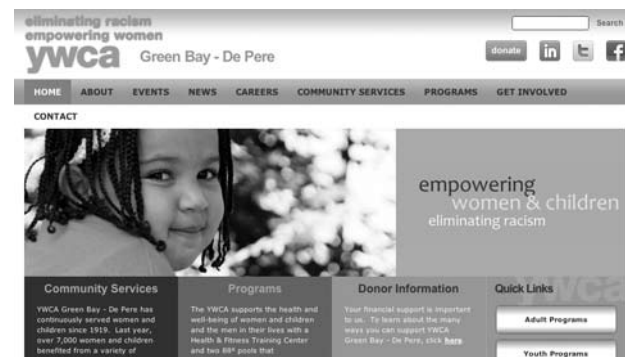 eliminating racism
empowering women
ywca Green Bay - De Pere
Search
donate in t f
HOME ABOUT EVENTS NEWS CAREERS COMMUNITY SERVICES PROGRAMS GET INVOLVED
CONTACT
empowering
women & children
eliminating racism
Community Services
YWCA Green Bay - De Pere has
continuously served women and
children since 1919. Last year,
over 7,000 women and children
benefited from a variety of
Programs
The YWCA supports the health and
well-being of women and children
and the men in their lives with a
Health & Fitness Training Center
and two 88° pools that
Donor Information
Your financial support is important
to us. To learn about the many
ways you can support YWCA
Green Bay - De Pere, click here.
Quick Links
ywca
Adult Programs
Youth Programs